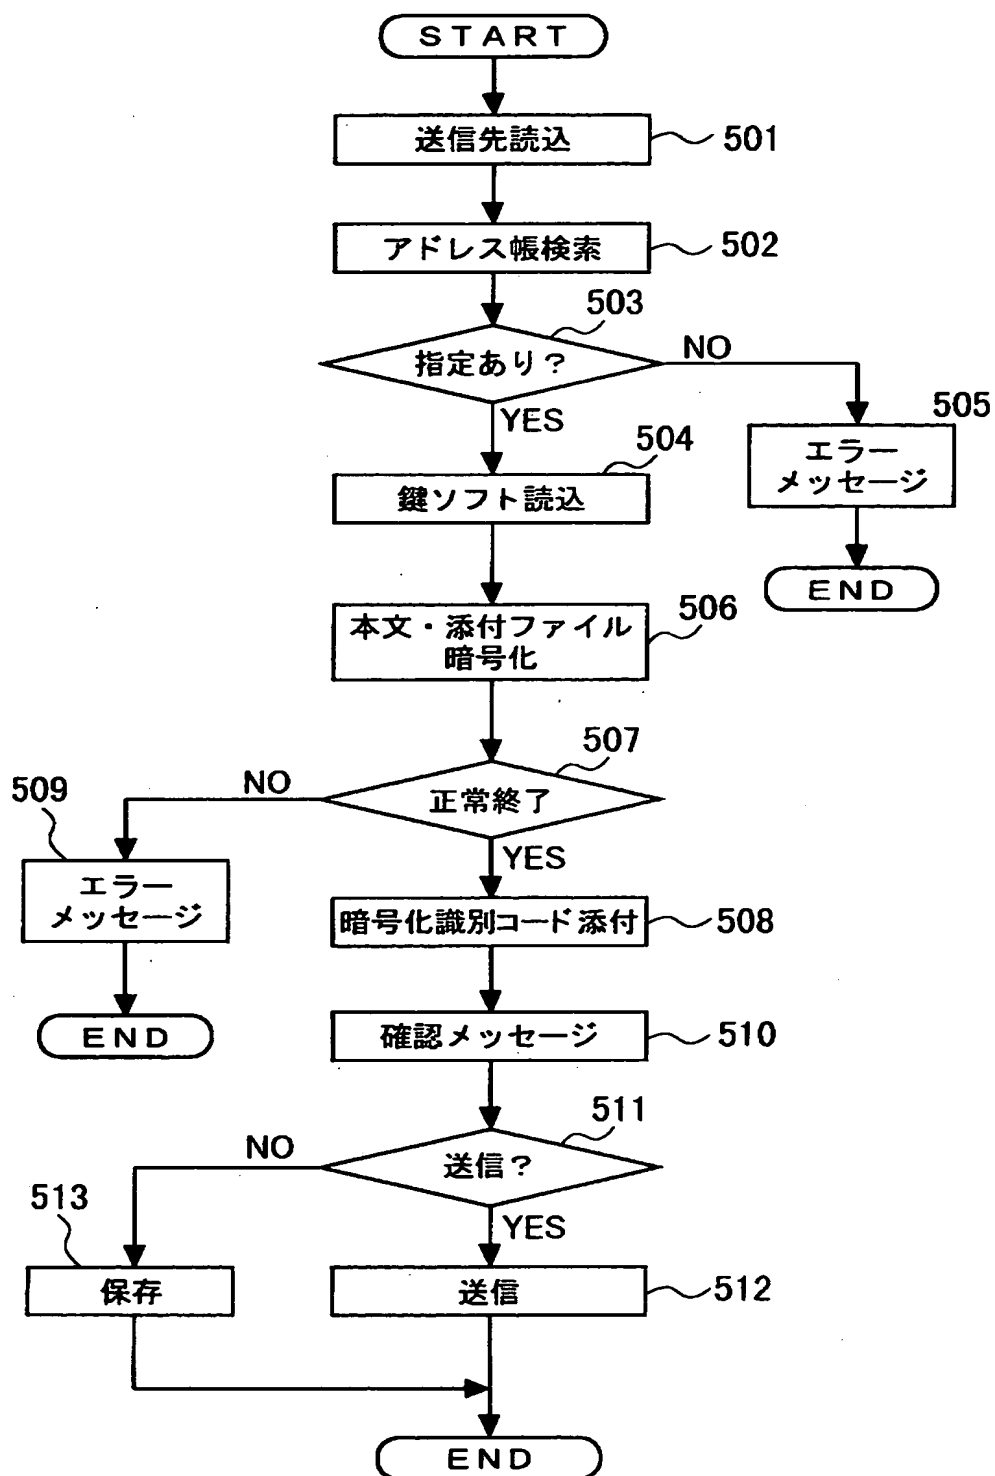 START
送信先読込
501
アドレス帳検索
502
503
指定あり?
NO
YES
505
エラー
メッセージ
END
504
鍵ソフト読込
本文・添付ファイル
暗号化
506
507
正常終了
NO
YES
509
エラー
メッセージ
END
暗号化識別コード添付
508
確認メッセージ
510
511
送信?
NO
YES
513
保存
送信
512
END